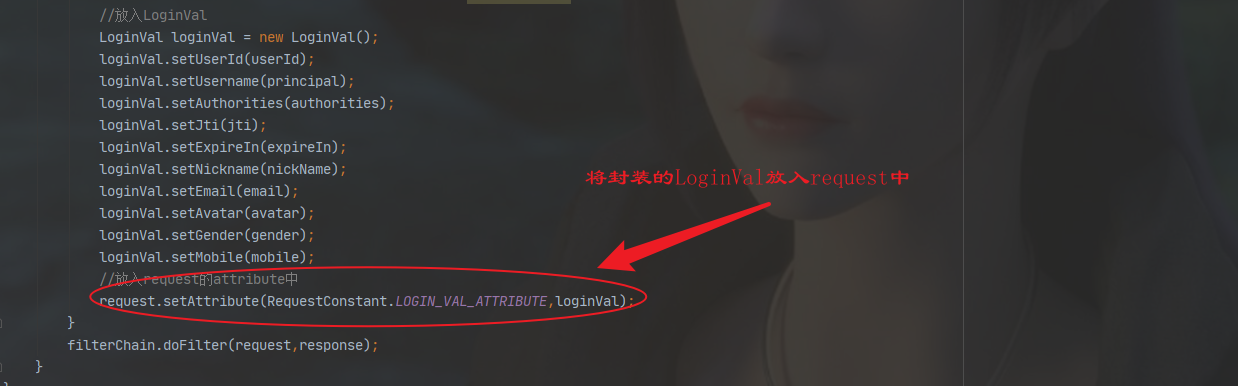 //放入LoginVal
LoginVal loginVal = new LoginVal();
loginVal.setUserId(userId);
loginVal.setUsername(principal);
loginVal.setAuthorities(authorities);
loginVal.setJti(jti);
loginVal.setExpireIn(expireIn);
loginVal.setNickname(nickName);
loginVal.setEmail(email);
loginVal.setAvatar(avatar);
loginVal.setGender(gender);
loginVal.setMobile(mobile);
//放入request的attribute中
request.setAttribute(RequestConstant.LOGIN_VAL_ATTRIBUTE,loginVal);
}
filterChain.doFilter(request,response);
}
将封装的LoginVal放入request中